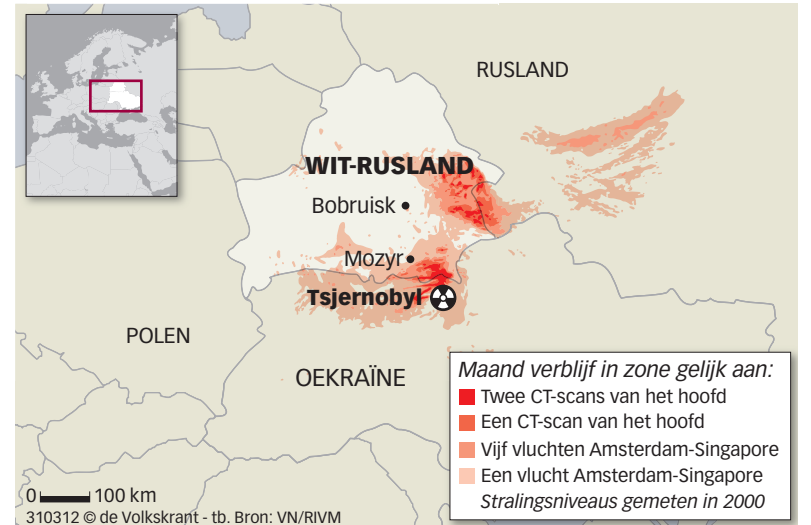 RUSLAND
WIT-RUSLAND
Bobruisk
Mozyr
Tsjernobyl
POLEN
OEKRAÏNE
Maand verblijf in zone gelijk aan:
Twee CT-scans van het hoofd
Een CT-scan van het hoofd
Vijf vluchten Amsterdam-Singapore
Een vlucht Amsterdam-Singapore
Stralingsniveaus gemeten in 2000
0 100 km
310312 © de Volkskrant - tb. Bron: VN/RIVM